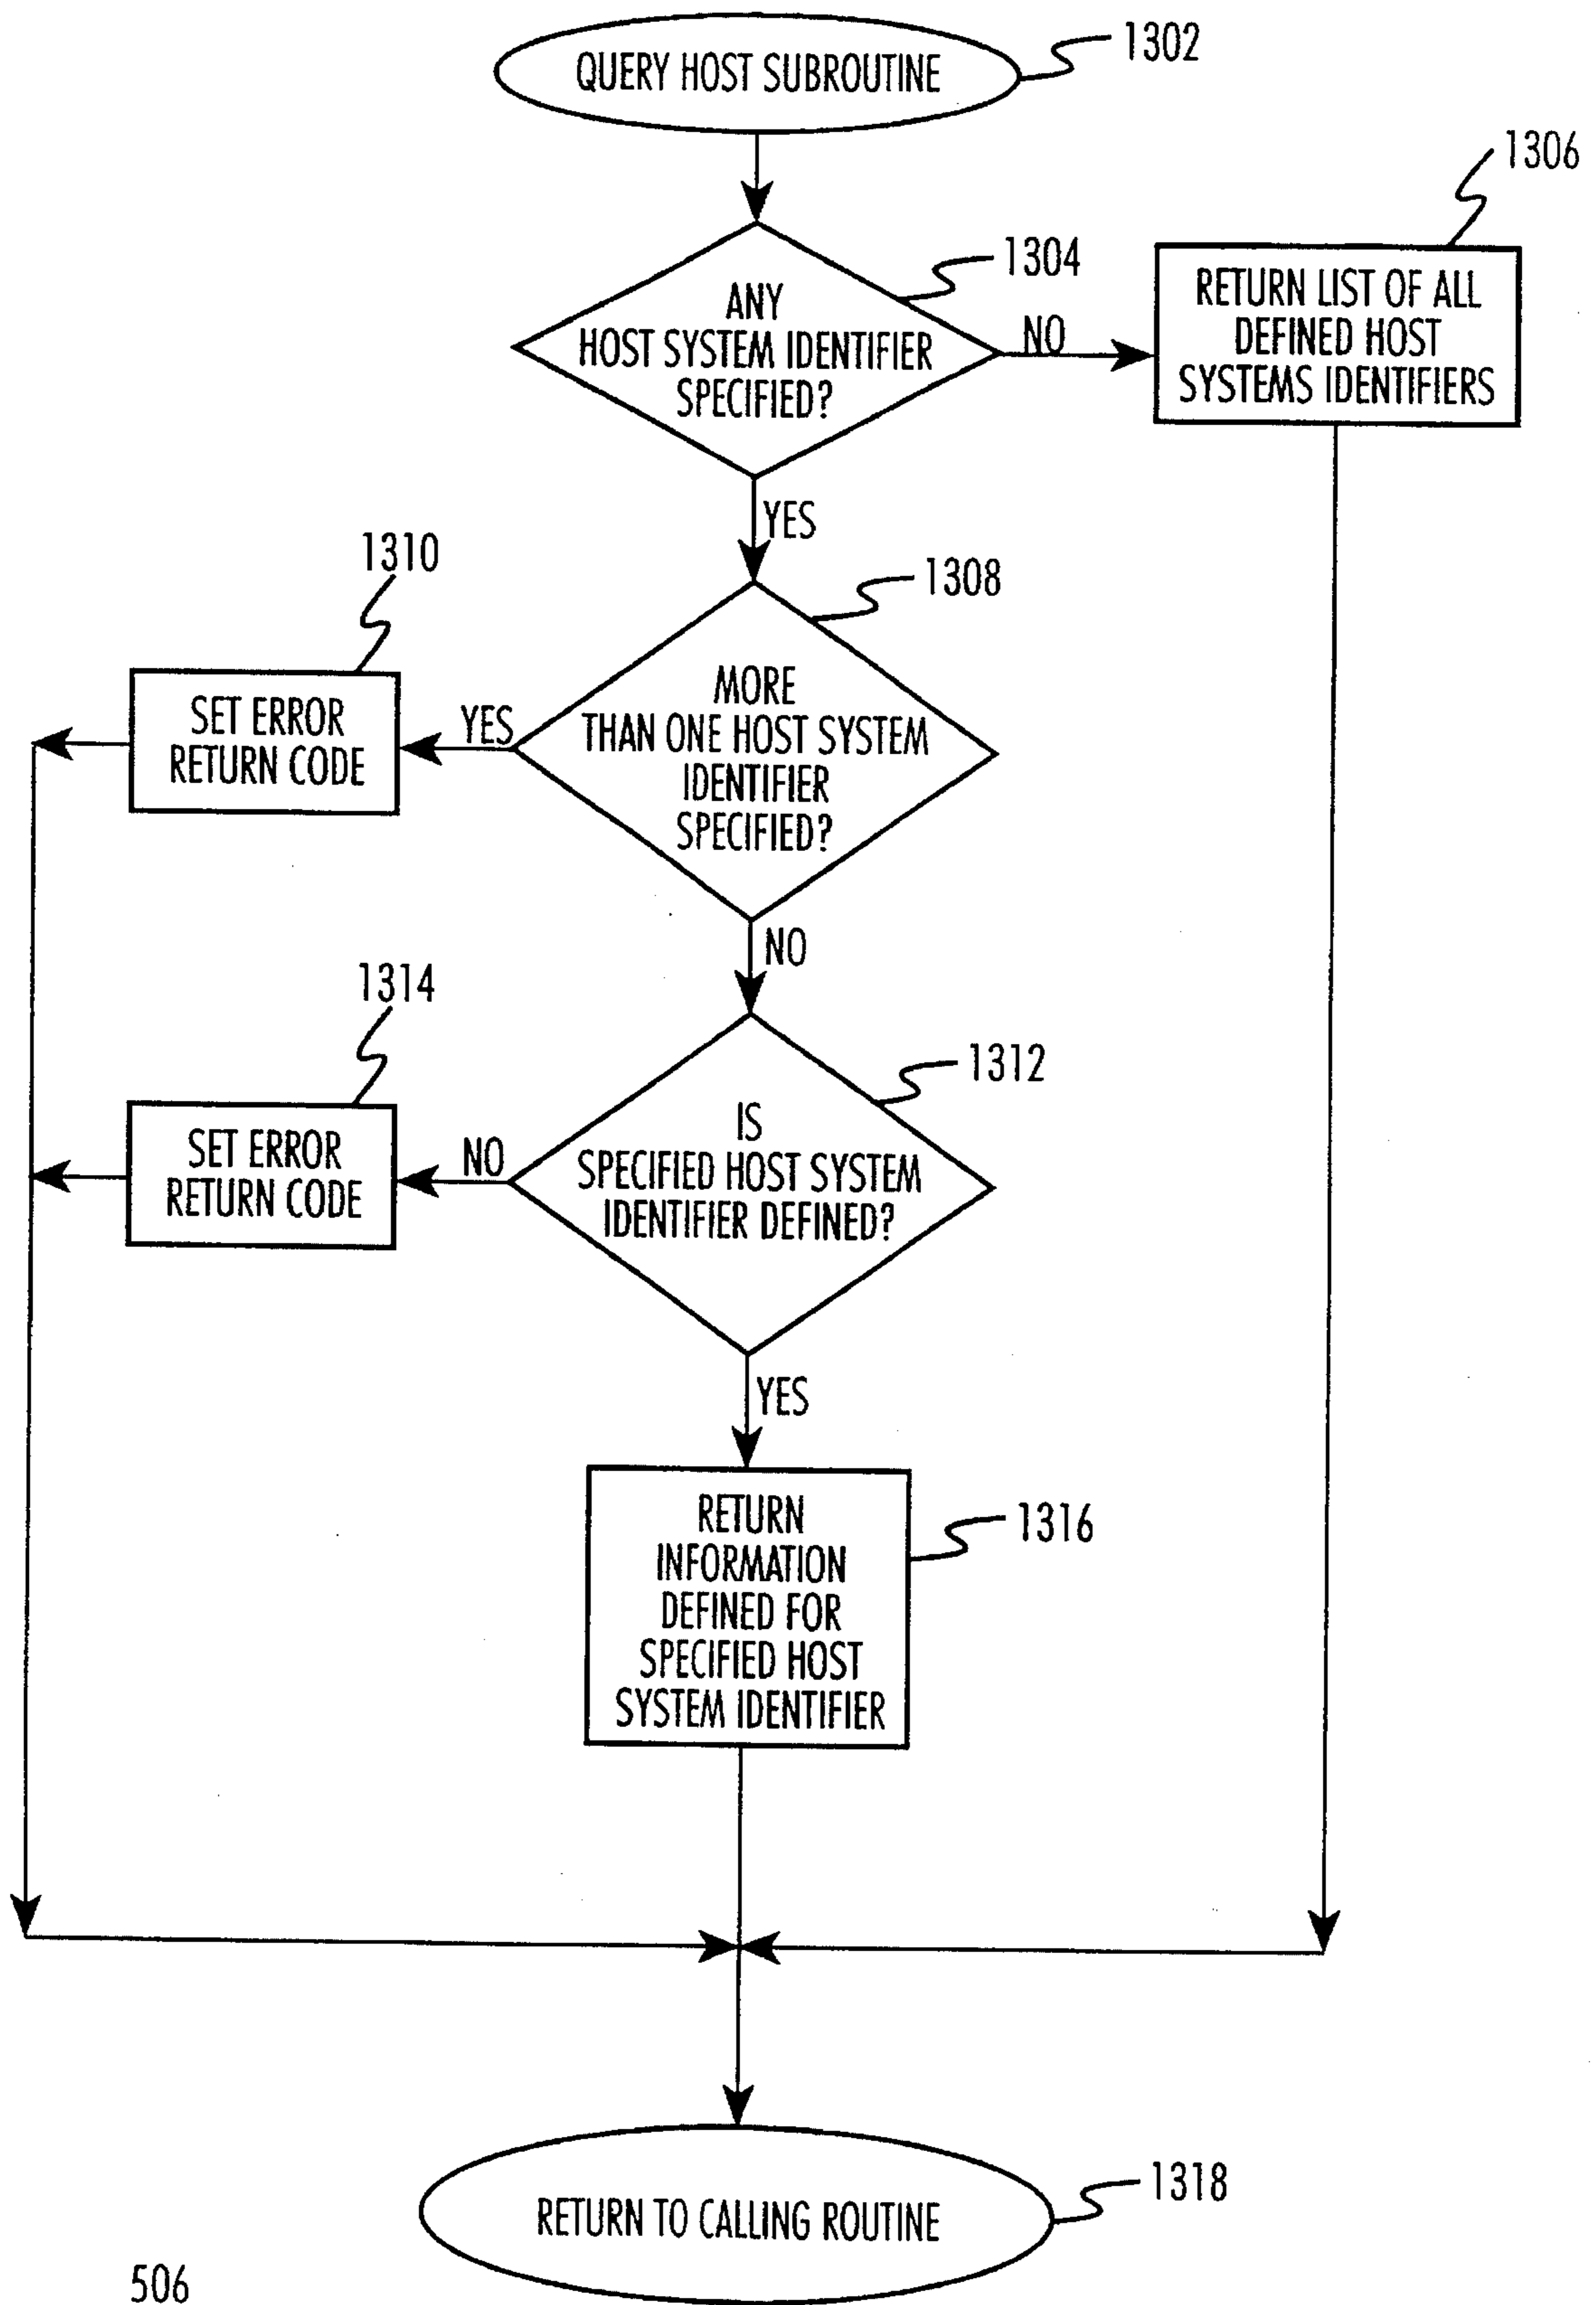 QUERY HOST SUBROUTINE
1302
1306
1304
ANY
HOST SYSTEM IDENTIFIER
SPECIFIED?
NO
RETURN LIST OF ALL
DEFINED HOST
SYSTEMS IDENTIFIERS
YES
1310
1308
SET ERROR
RETURN CODE
YES
MORE
THAN ONE HOST SYSTEM
IDENTIFIER
SPECIFIED?
NO
1314
1312
SET ERROR
RETURN CODE
NO
IS
SPECIFIED HOST SYSTEM
IDENTIFIER DEFINED?
YES
RETURN
INFORMATION
DEFINED FOR
SPECIFIED HOST
SYSTEM IDENTIFIER
1316
RETURN TO CALLING ROUTINE
1318
506